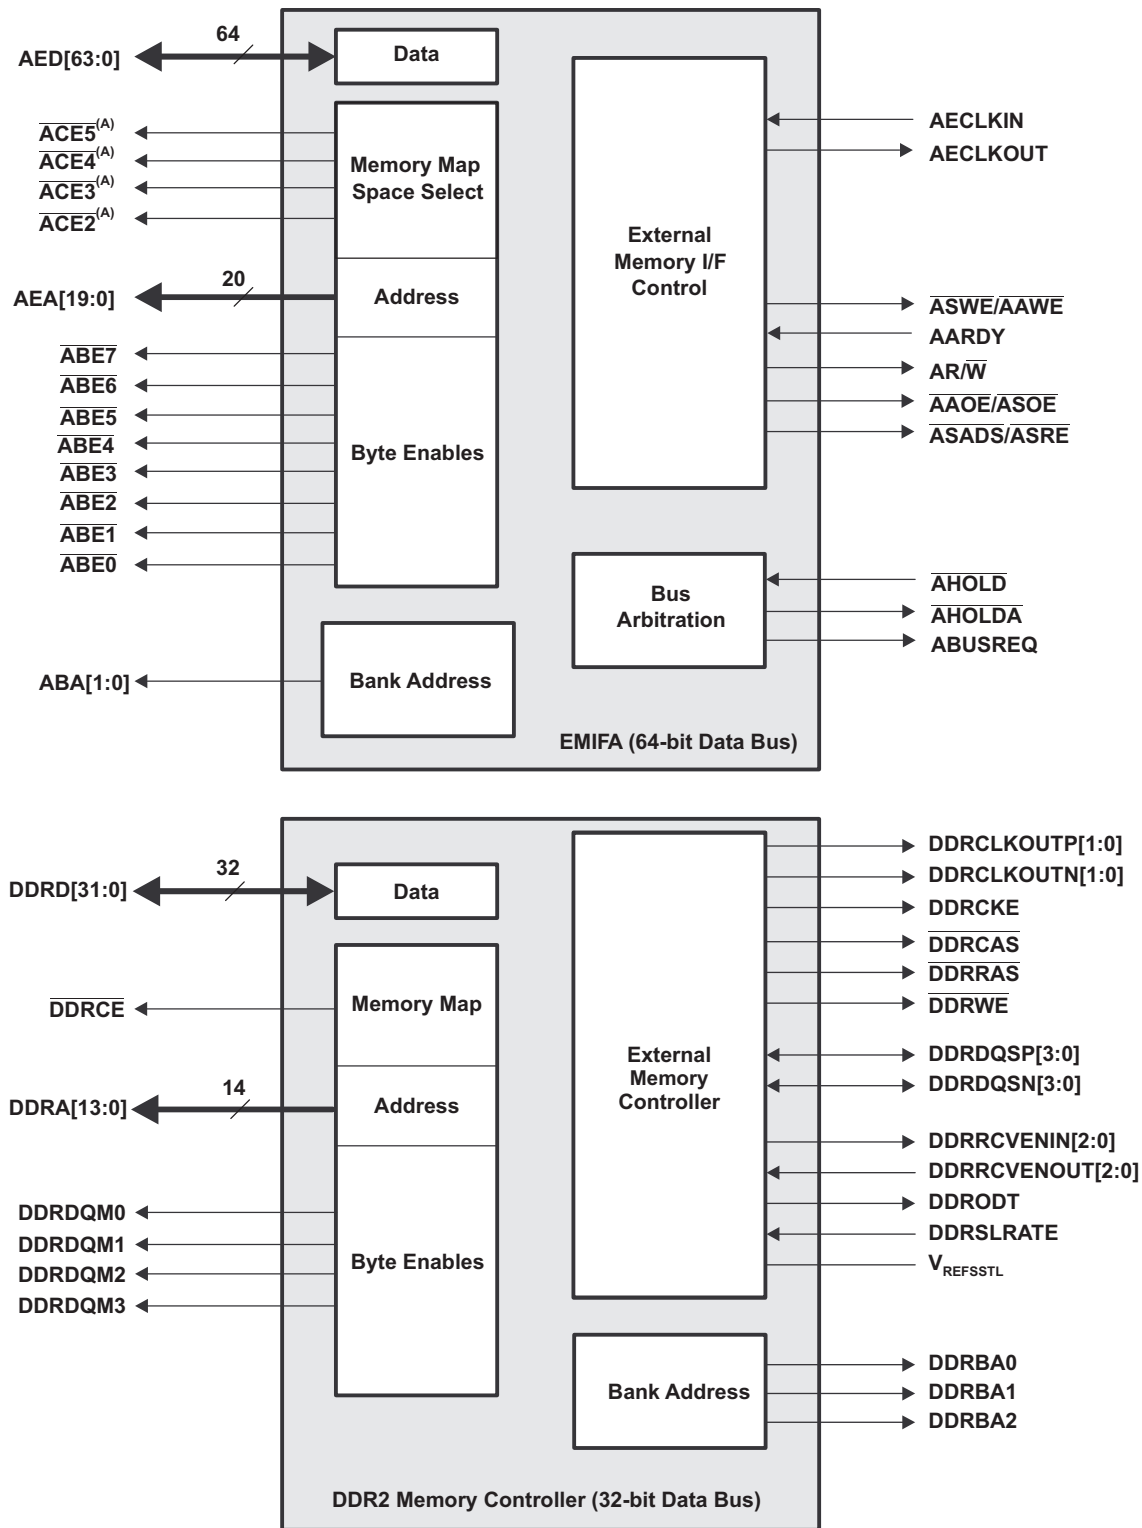 64
AED[63:0]
Data
ACE5(A)
ACE4(A)
ACE3(A)
ACE2(A)
Memory Map
Space Select
20
AEA[19:0]
Address
ABE7
ABE6
ABE5
ABE4
ABE3
ABE2
ABE1
ABE0
Byte Enables
ABA[1:0]
Bank Address
External
Memory I/F
Control
AECLKIN
AECLKOUT
ASWE/AAWE
AARDY
AR/W
AAOE/ASOE
ASADS/ASRE
Bus
Arbitration
AHOLD
AHOLDA
ABUSREQ
EMIFA (64-bit Data Bus)
32
DDRD[31:0]
Data
DDRCE
Memory Map
14
DDRA[13:0]
Address
DDRDQM0
DDRDQM1
DDRDQM2
DDRDQM3
Byte Enables
External
Memory
Controller
DDRCLKOUTP[1:0]
DDRCLKOUTN[1:0]
DDRCKE
DDRCAS
DDRRAS
DDRWE
DDRDQSP[3:0]
DDRDQSN[3:0]
DDRRCVENIN[2:0]
DDRRCVENOUT[2:0]
DDRODT
DDRSLRATE
VREFSSTL
Bank Address
DDRBA0
DDRBA1
DDRBA2
DDR2 Memory Controller (32-bit Data Bus)